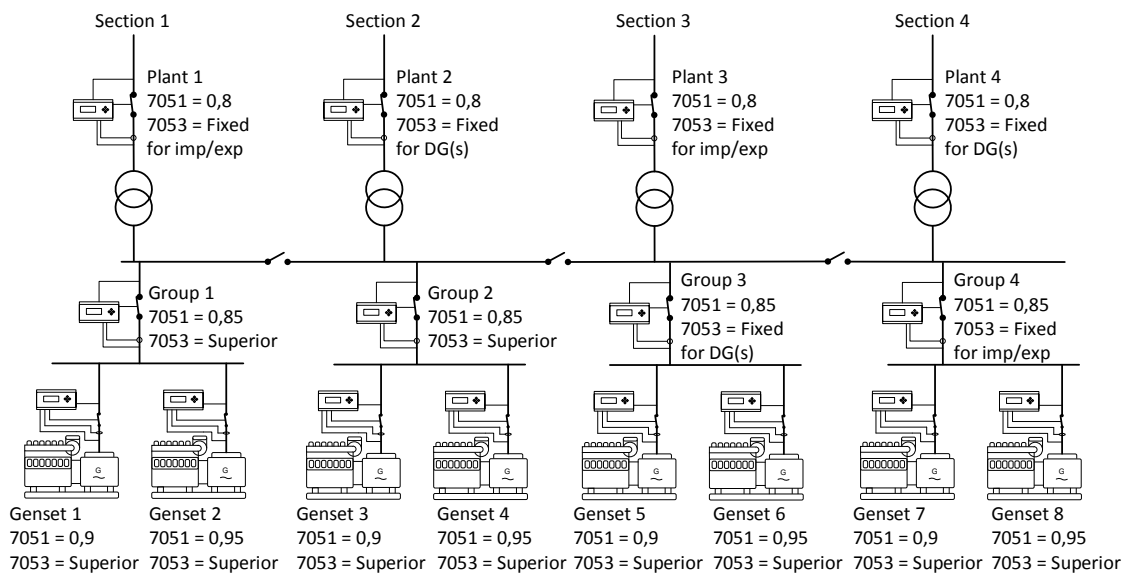 Section 1
Section 2
Section 3
Section 4
Plant 1
7051 = 0,8
7053 = Fixed
for imp/exp
Plant 2
7051 = 0,8
7053 = Fixed
for DG(s)
Plant 3
7051 = 0,8
7053 = Fixed
for imp/exp
Plant 4
7051 = 0,8
7053 = Fixed
for DG(s)
Group 1
7051 = 0,85
7053 = Superior
Group 2
7051 = 0,85
7053 = Superior
Group 3
7051 = 0,85
7053 = Fixed
for DG(s)
Group 4
7051 = 0,85
7053 = Fixed
for imp/exp
G
G
G
G
G
G
G
G
Genset 1
7051 = 0,9
7053 = Superior
Genset 2
7051 = 0,95
7053 = Superior
Genset 3
7051 = 0,9
7053 = Superior
Genset 4
7051 = 0,95
7053 = Superior
Genset 5
7051 = 0,9
7053 = Superior
Genset 6
7051 = 0,95
7053 = Superior
Genset 7
7051 = 0,9
7053 = Superior
Genset 8
7051 = 0,95
7053 = Superior